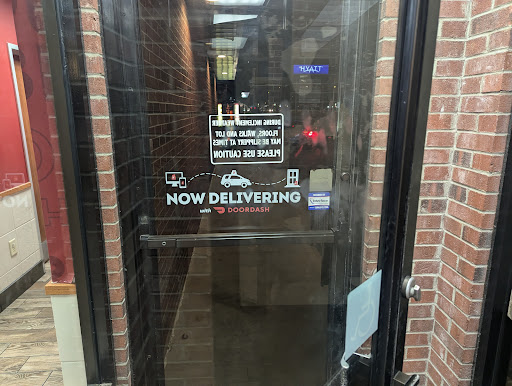 DURING INCLEMENT WEATHER
FLOORS, WALKS AND LOT
MAY BE SLIPPERY AT TIMES
PLEASE USE CAUTION
NOW DELIVERING
with DOORDASH